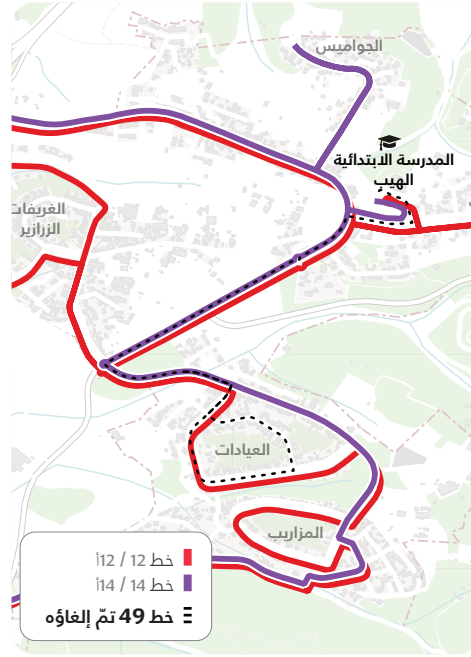 الجواميس
المدرسة الابتدائية
الهيب
الغريفات
الزرازير
العيادات
المزاريب
خط 12 / 12أ
خط 14 / 14أ
خط 49 تمّ إلغاؤه